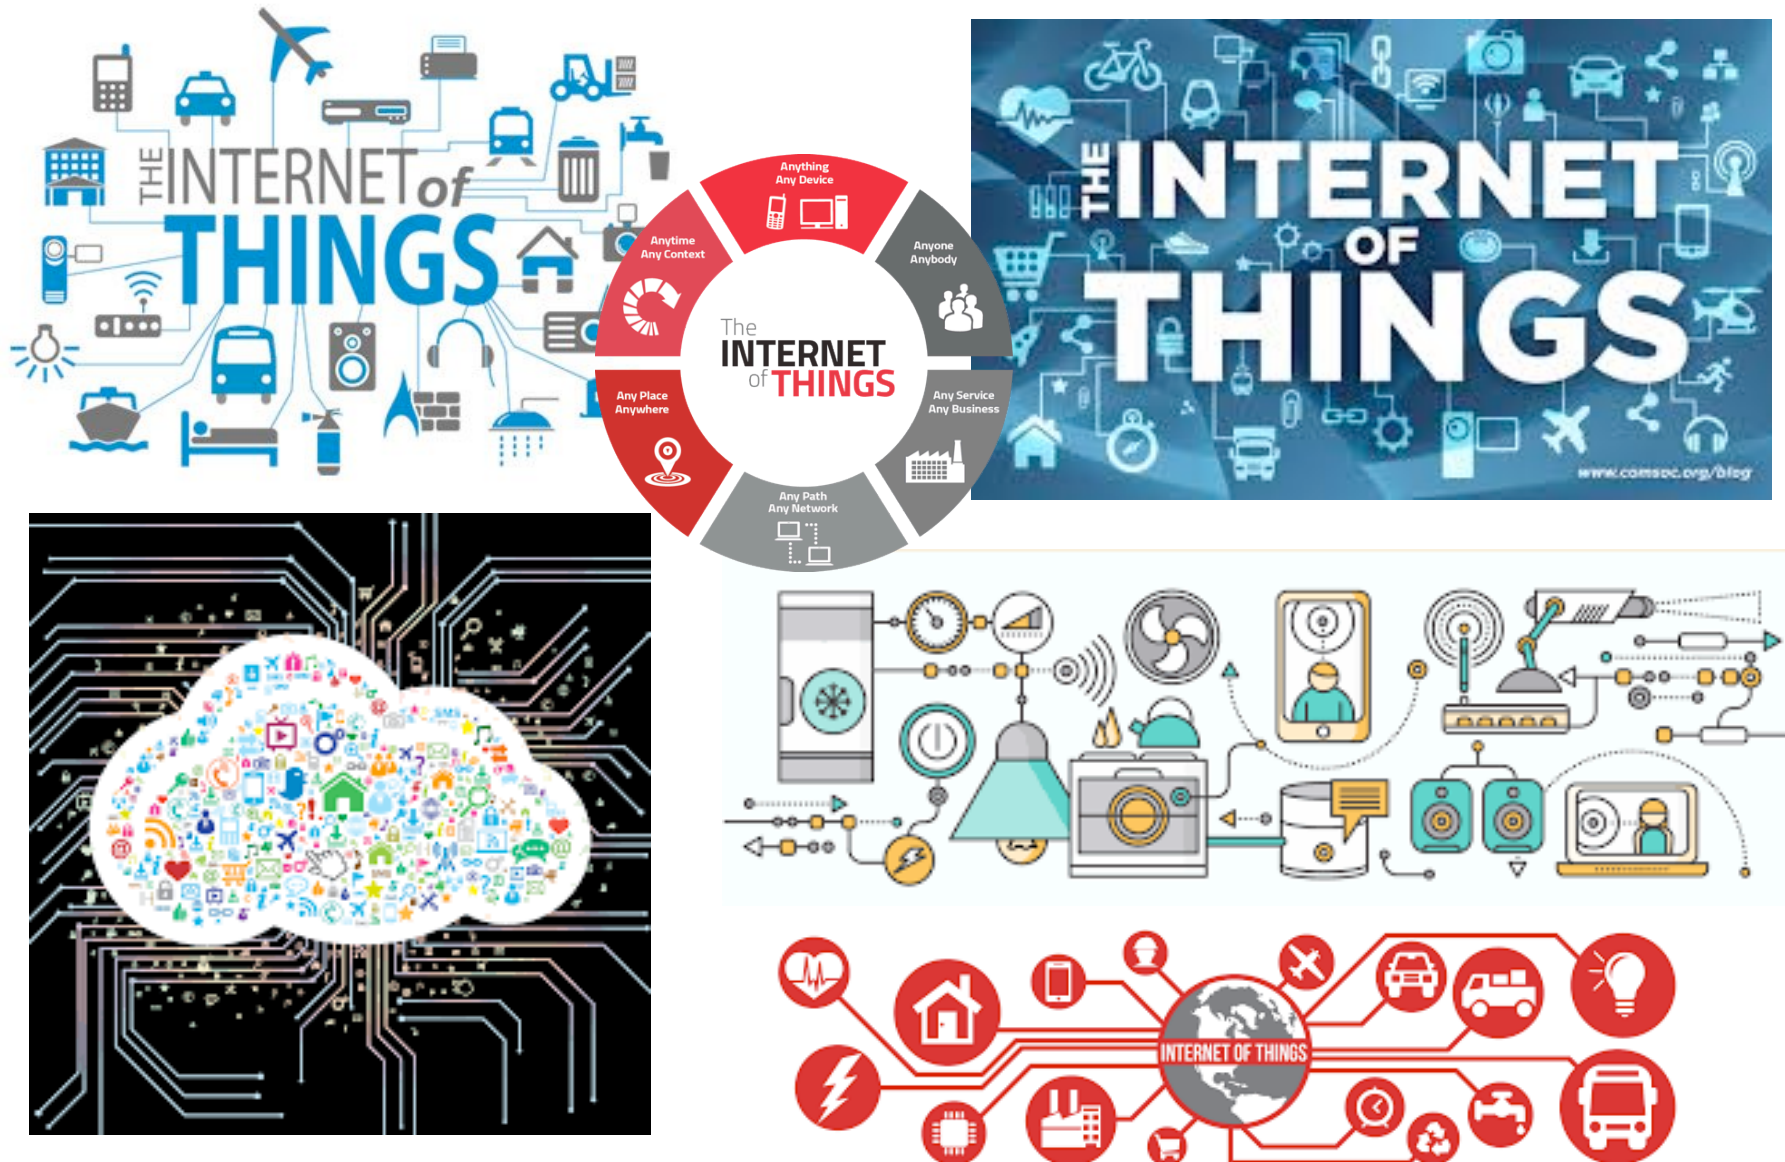 THE INTERNET of
THINGS
Anything
Any Device
Anytime
Any Context
Anyone
Anybody
The
INTERNET
of THINGS
Any Place
Anywhere
Any Service
Any Business
Any Path
Any Network
THE INTERNET
OF
THINGS
www.comsoc.org/blog
SMS
SMS
INTERNET OF THINGS